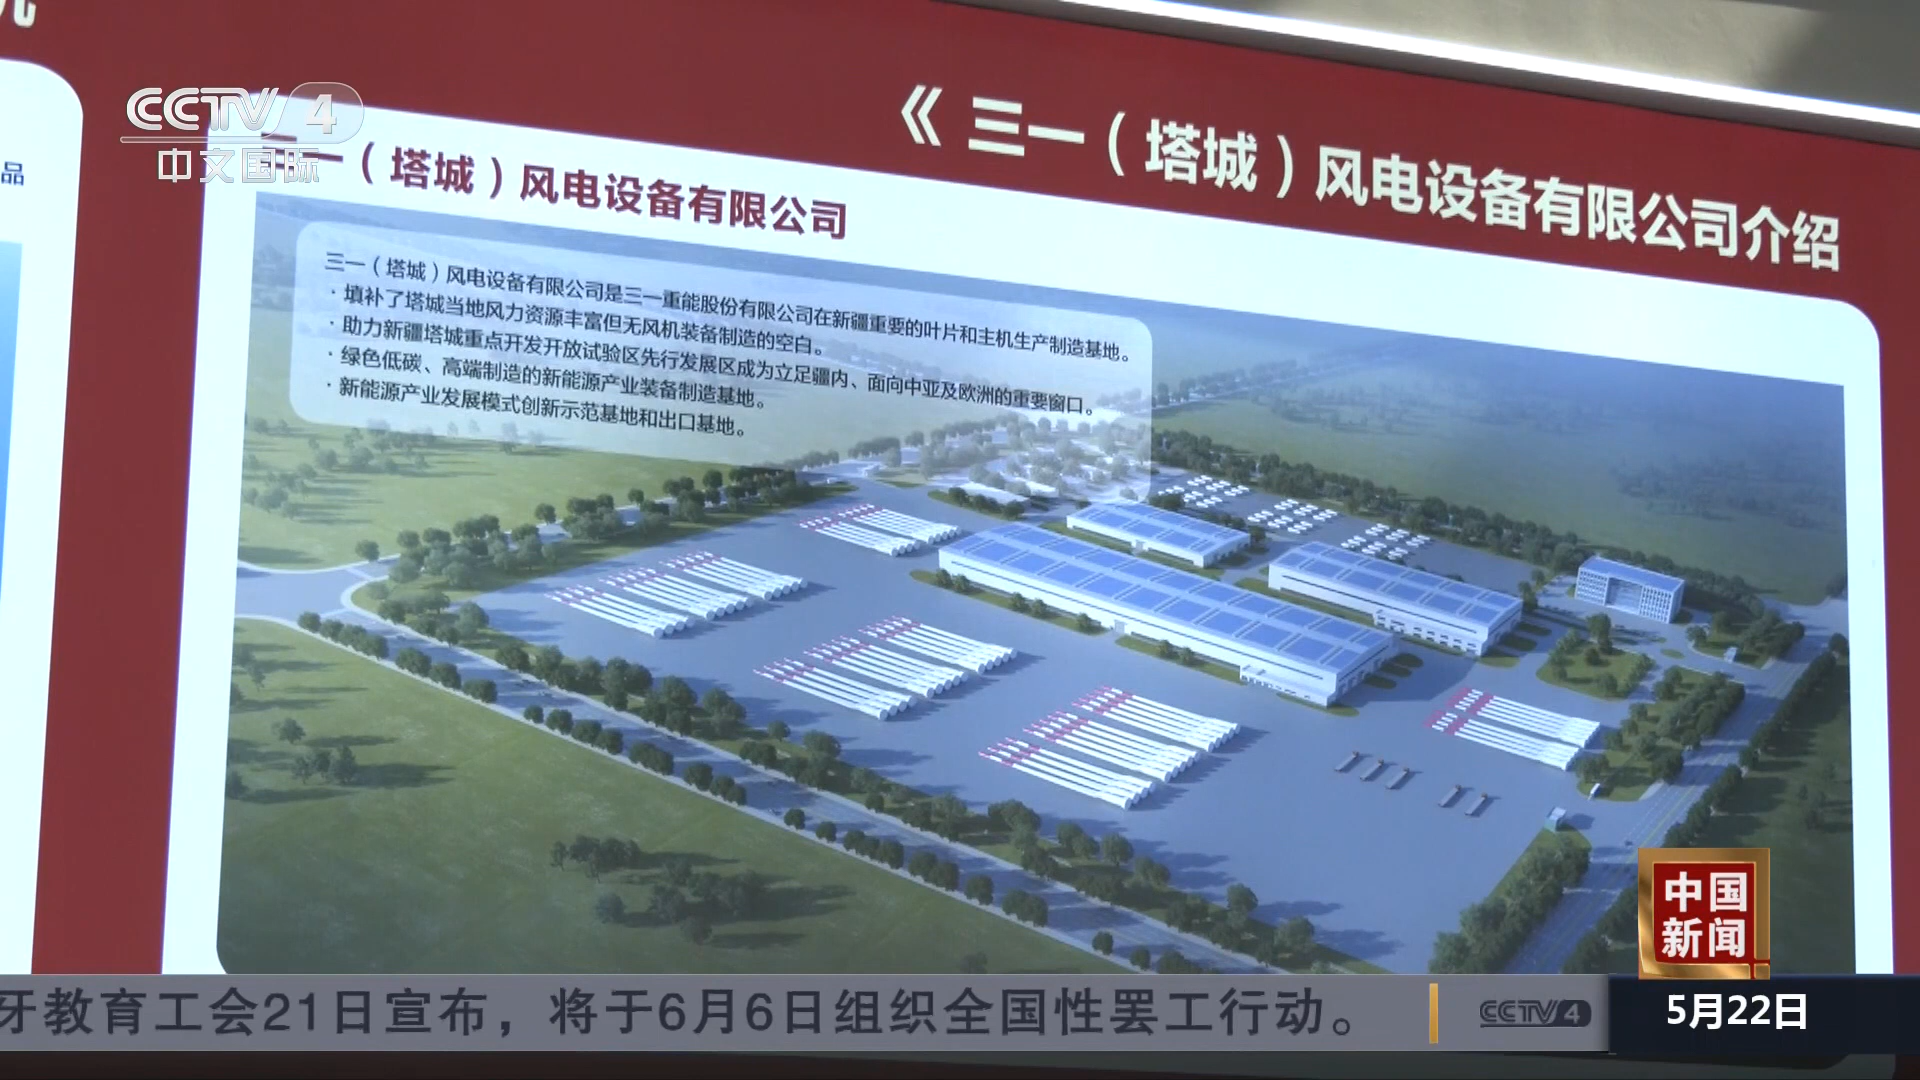 CCTV 4
中文国际
品
《 三一（塔城）风电设备有限公司介绍
三一（塔城）风电设备有限公司
三一（塔城）风电设备有限公司是三一重能股份有限公司在新疆重要的叶片和主机生产制造基地。
· 填补了塔城当地风力资源丰富但无风机装备制造的空白。
· 助力新疆塔城重点开发开放试验区先行发展区成为立足疆内、面向中亚及欧洲的重要窗口。
· 绿色低碳、高端制造的新能源产业装备制造基地。
· 新能源产业发展模式创新示范基地和出口基地。
中国
新闻
牙教育工会21日宣布，将于6月6日组织全国性罢工行动。
CCTV 4
5月22日